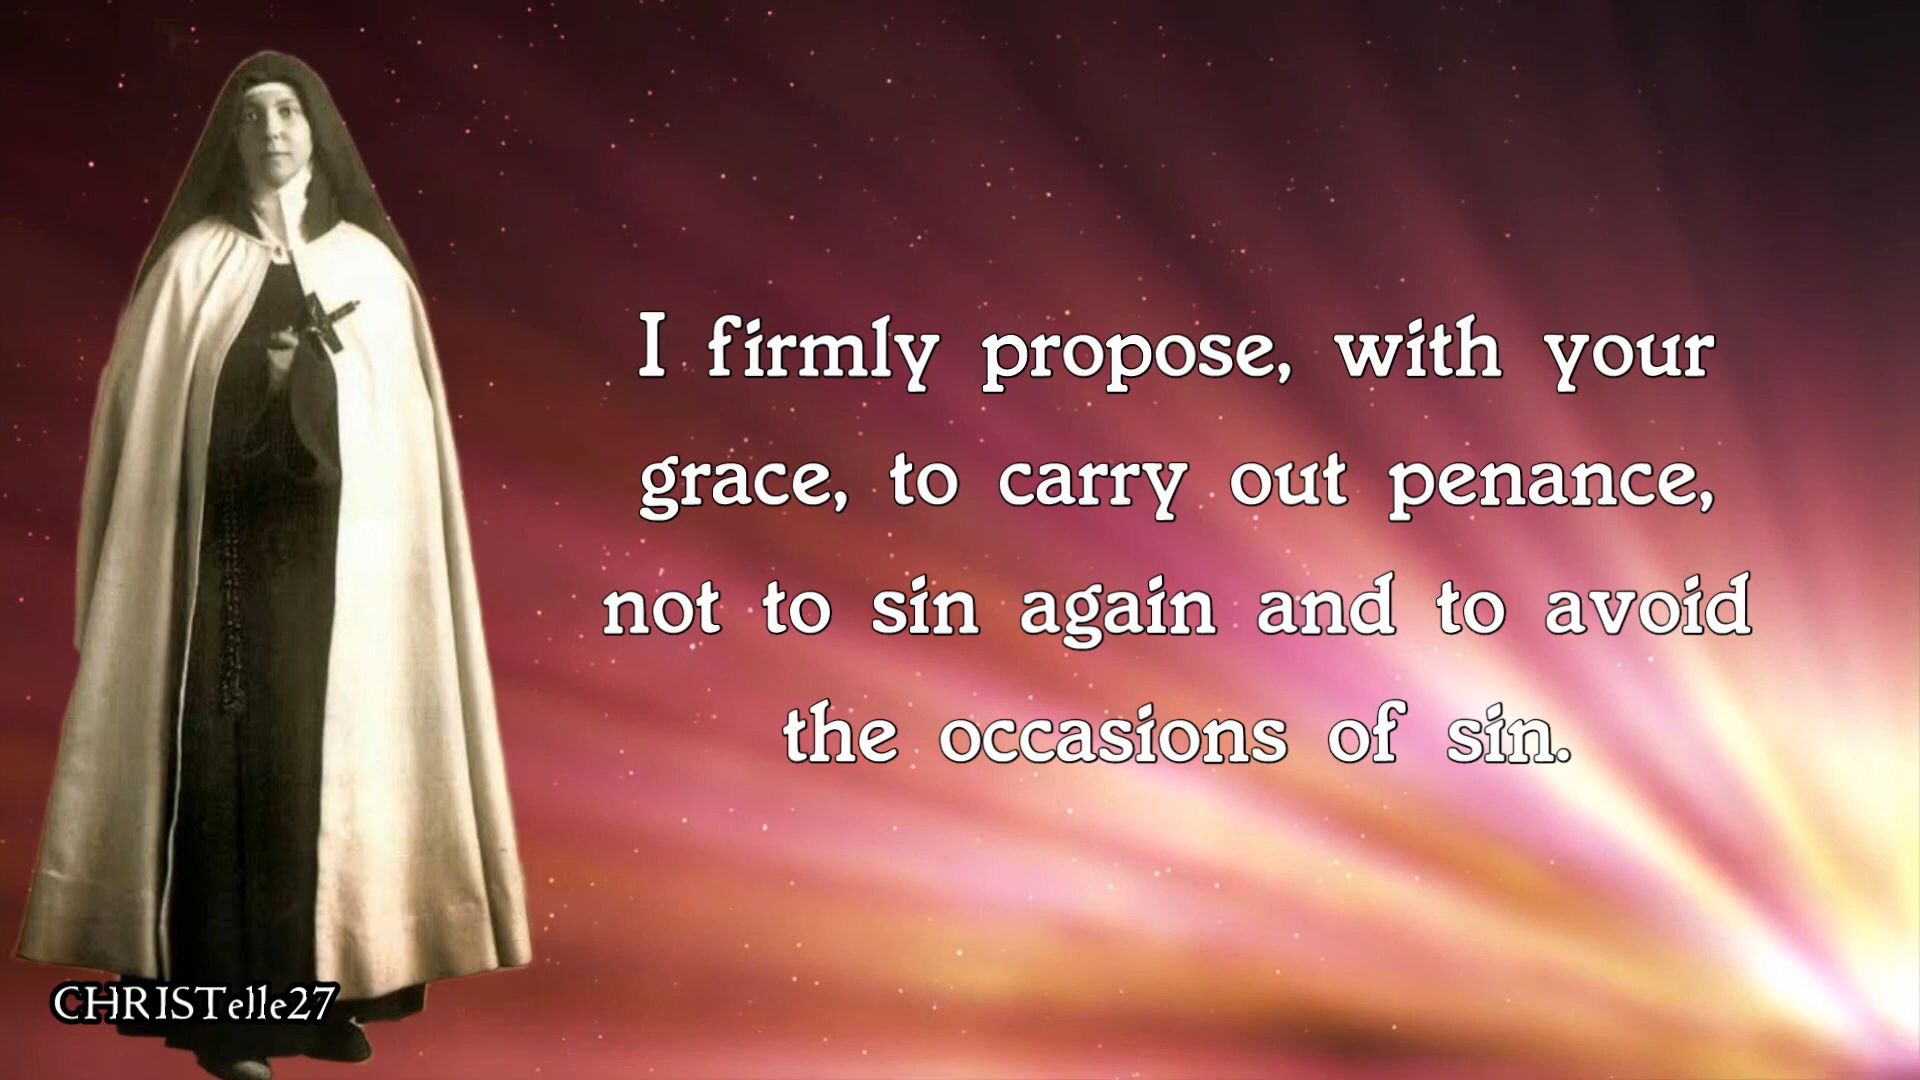 I firmly propose, with your
grace, to carry out penance,
not to sin again and to avoid
the occasions of sin.
CHRISTelle27